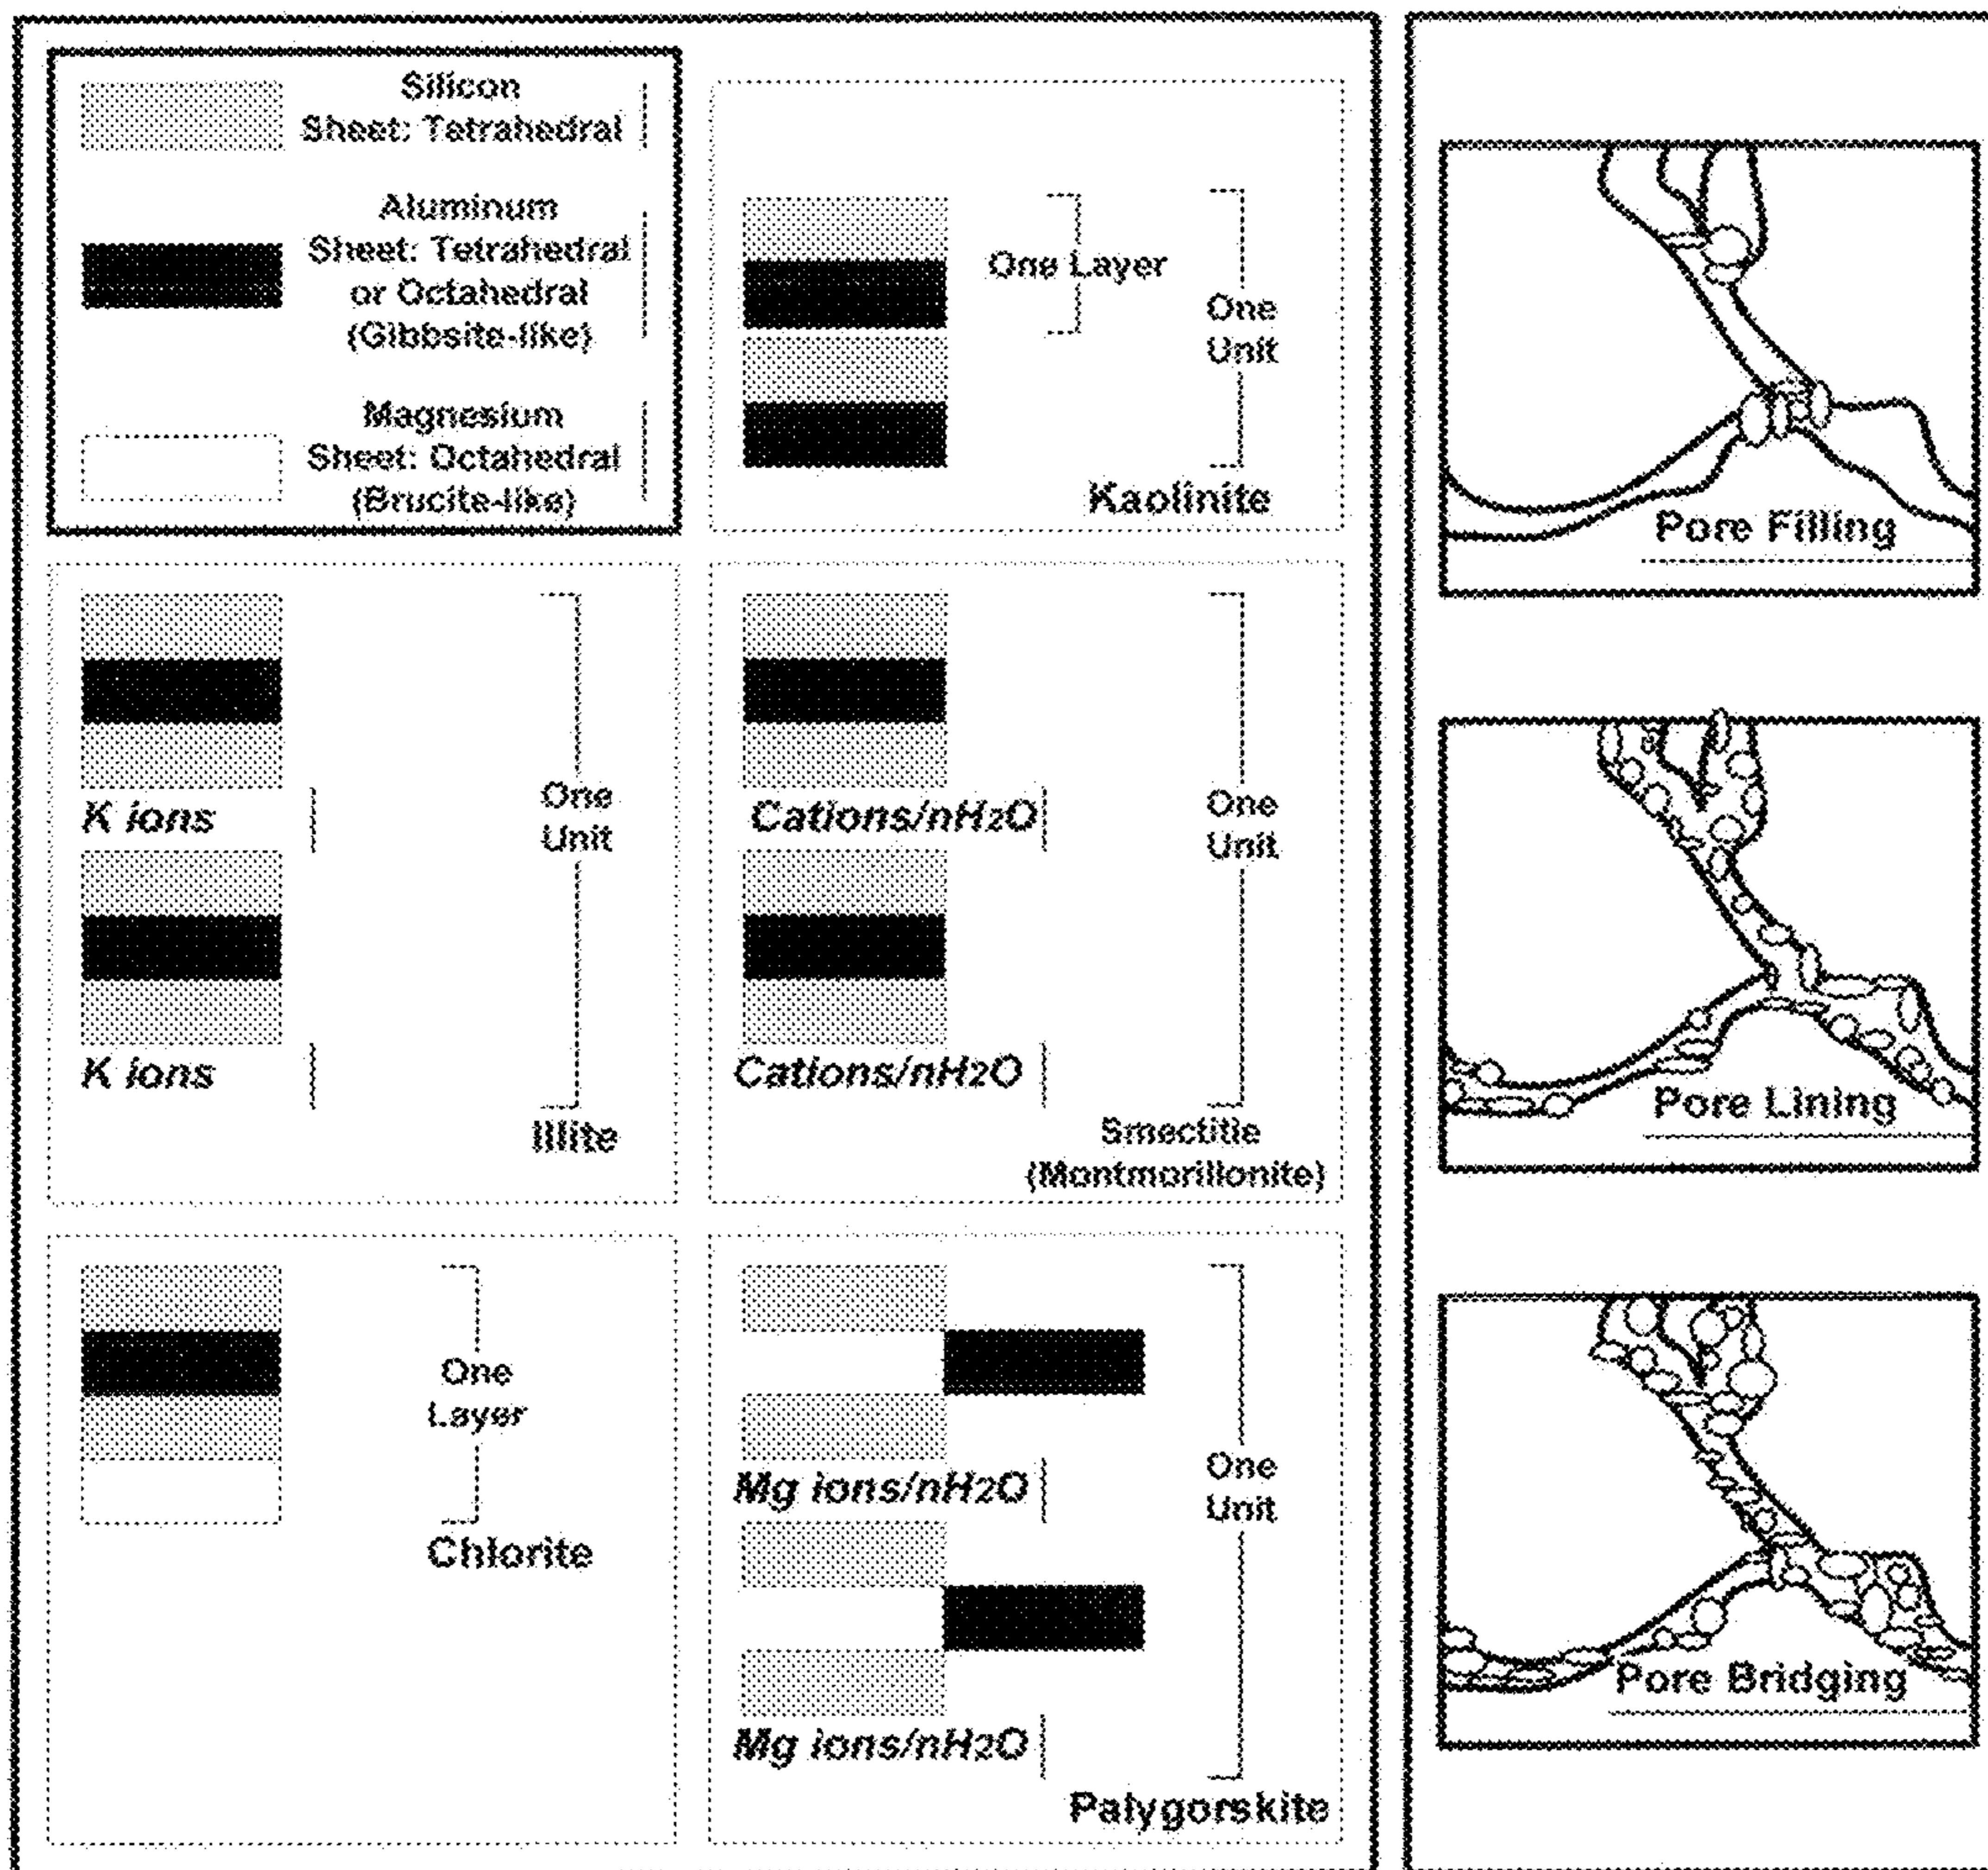 Silicon
Sheet: Tetrahedral
Aluminum
Sheet: Tetrahedral
or Octahedral
(Gibbsite-like)
Magnesium
Sheet: Octahedral
(Brucite-like)
One Layer
One
Unit
Kaolinite
K ions
K ions
One
Unit
Illite
Cations/nH2O
Cations/nH2O
One
Unit
Smectitie
(Montmorillonite)
One
Layer
Chlorite
Mg ions/nH2O
Mg ions/nH2O
One
Unit
Palygorskite
Pore Filling
Pore Lining
Pore Bridging